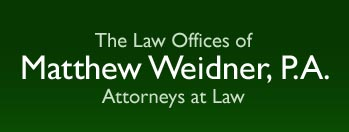 The Law Offices of
Matthew Weidner, P.A.
Attorneys at Law